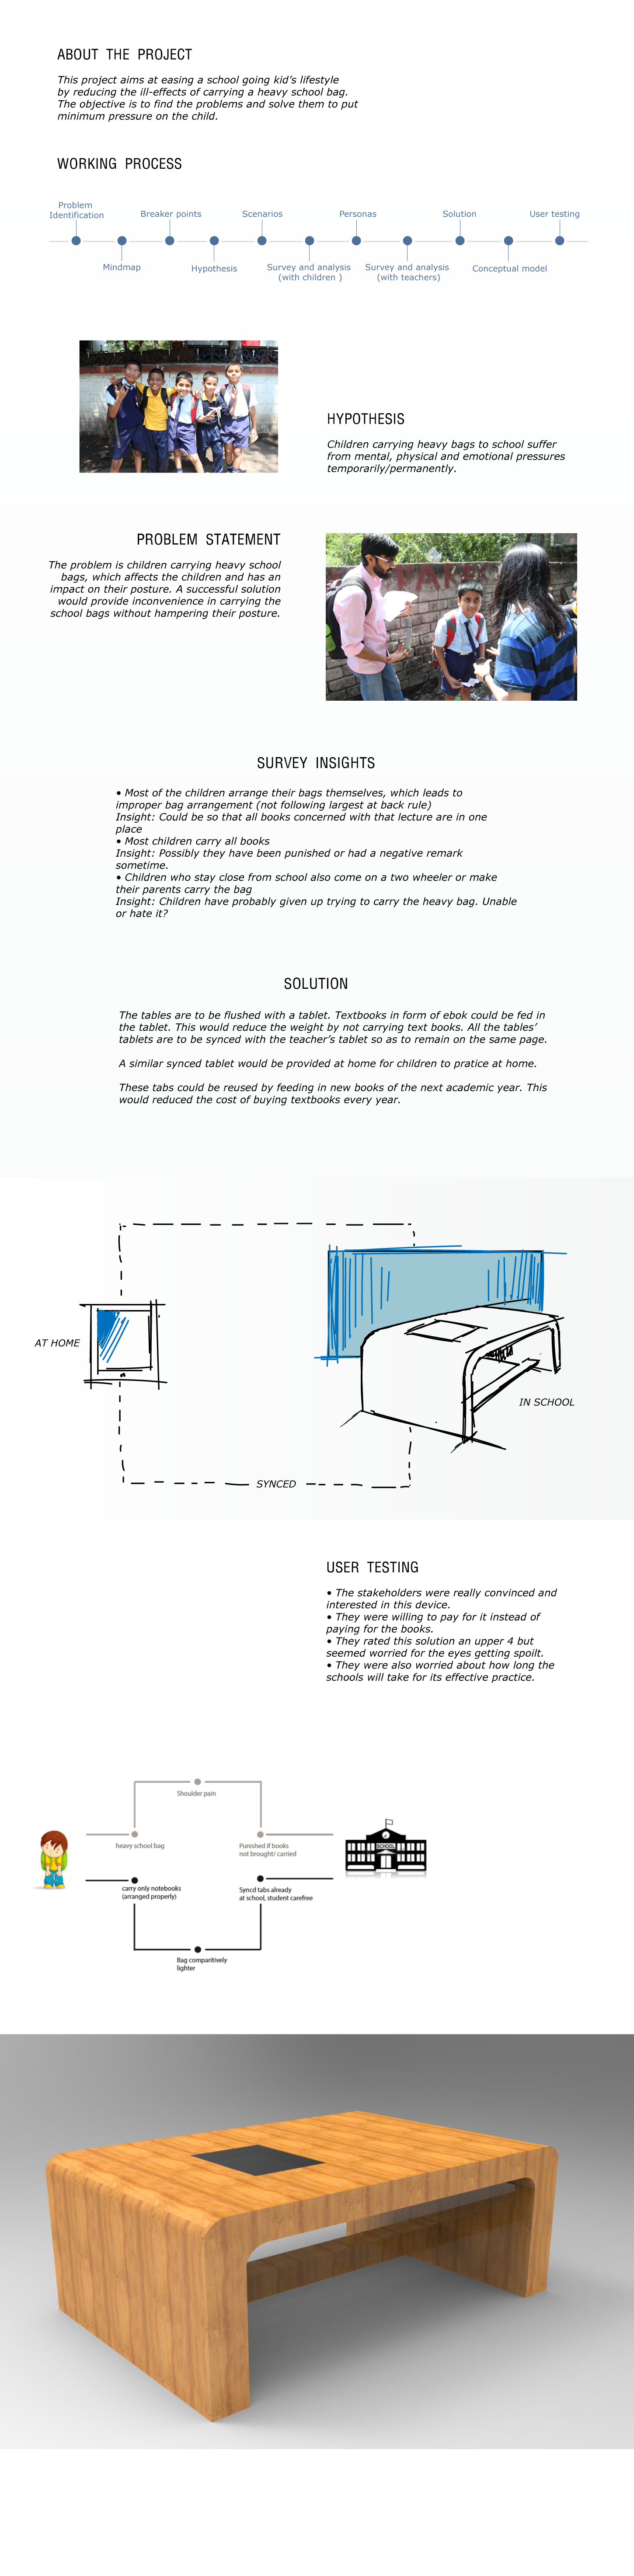 ABOUT THE PROJECT
This project aims at easing a school going kid's lifestyle
by reducing the ill-effects of carrying a heavy school bag.
The objective is to find the problems and solve them to put
minimum pressure on the child.
WORKING PROCESS
Problem
Identification
Breaker points
Scenarios
Personas
Solution
User testing
Mindmap
Hypothesis
Survey and analysis
(with children )
Survey and analysis
(with teachers)
Conceptual model
HYPOTHESIS
Children carrying heavy bags to school suffer
from mental, physical and emotional pressures
temporarily/permanently.
PROBLEM STATEMENT
The problem is children carrying heavy school
bags, which affects the children and has an
impact on their posture. A successful solution
would provide inconvenience in carrying the
school bags without hampering their posture.
SURVEY INSIGHTS
• Most of the children arrange their bags themselves, which leads to
improper bag arrangement (not following largest at back rule)
Insight: Could be so that all books concerned with that lecture are in one
place
• Most children carry all books
Insight: Possibly they have been punished or had a negative remark
sometime.
• Children who stay close from school also come on a two wheeler or make
their parents carry the bag
Insight: Children have probably given up trying to carry the heavy bag. Unable
or hate it?
SOLUTION
The tables are to be flushed with a tablet. Textbooks in form of ebok could be fed in
the tablet. This would reduce the weight by not carrying text books. All the tables'
tablets are to be synced with the teacher's tablet so as to remain on the same page.
A similar synced tablet would be provided at home for children to pratice at home.
These tabs could be reused by feeding in new books of the next academic year. This
would reduced the cost of buying textbooks every year.
AT HOME
IN SCHOOL
SYNCED
USER TESTING
• The stakeholders were really convinced and
interested in this device.
• They were willing to pay for it instead of
paying for the books.
• They rated this solution an upper 4 but
seemed worried for the eyes getting spoilt.
• They were also worried about how long the
schools will take for its effective practice.
Shoulder pain
heavy school bag
Punished if books
not brought/ carried
SCHOOL
carry only notebooks
(arranged properly)
Syncd tabs already
at school, student carefree
Bag comparitively
lighter